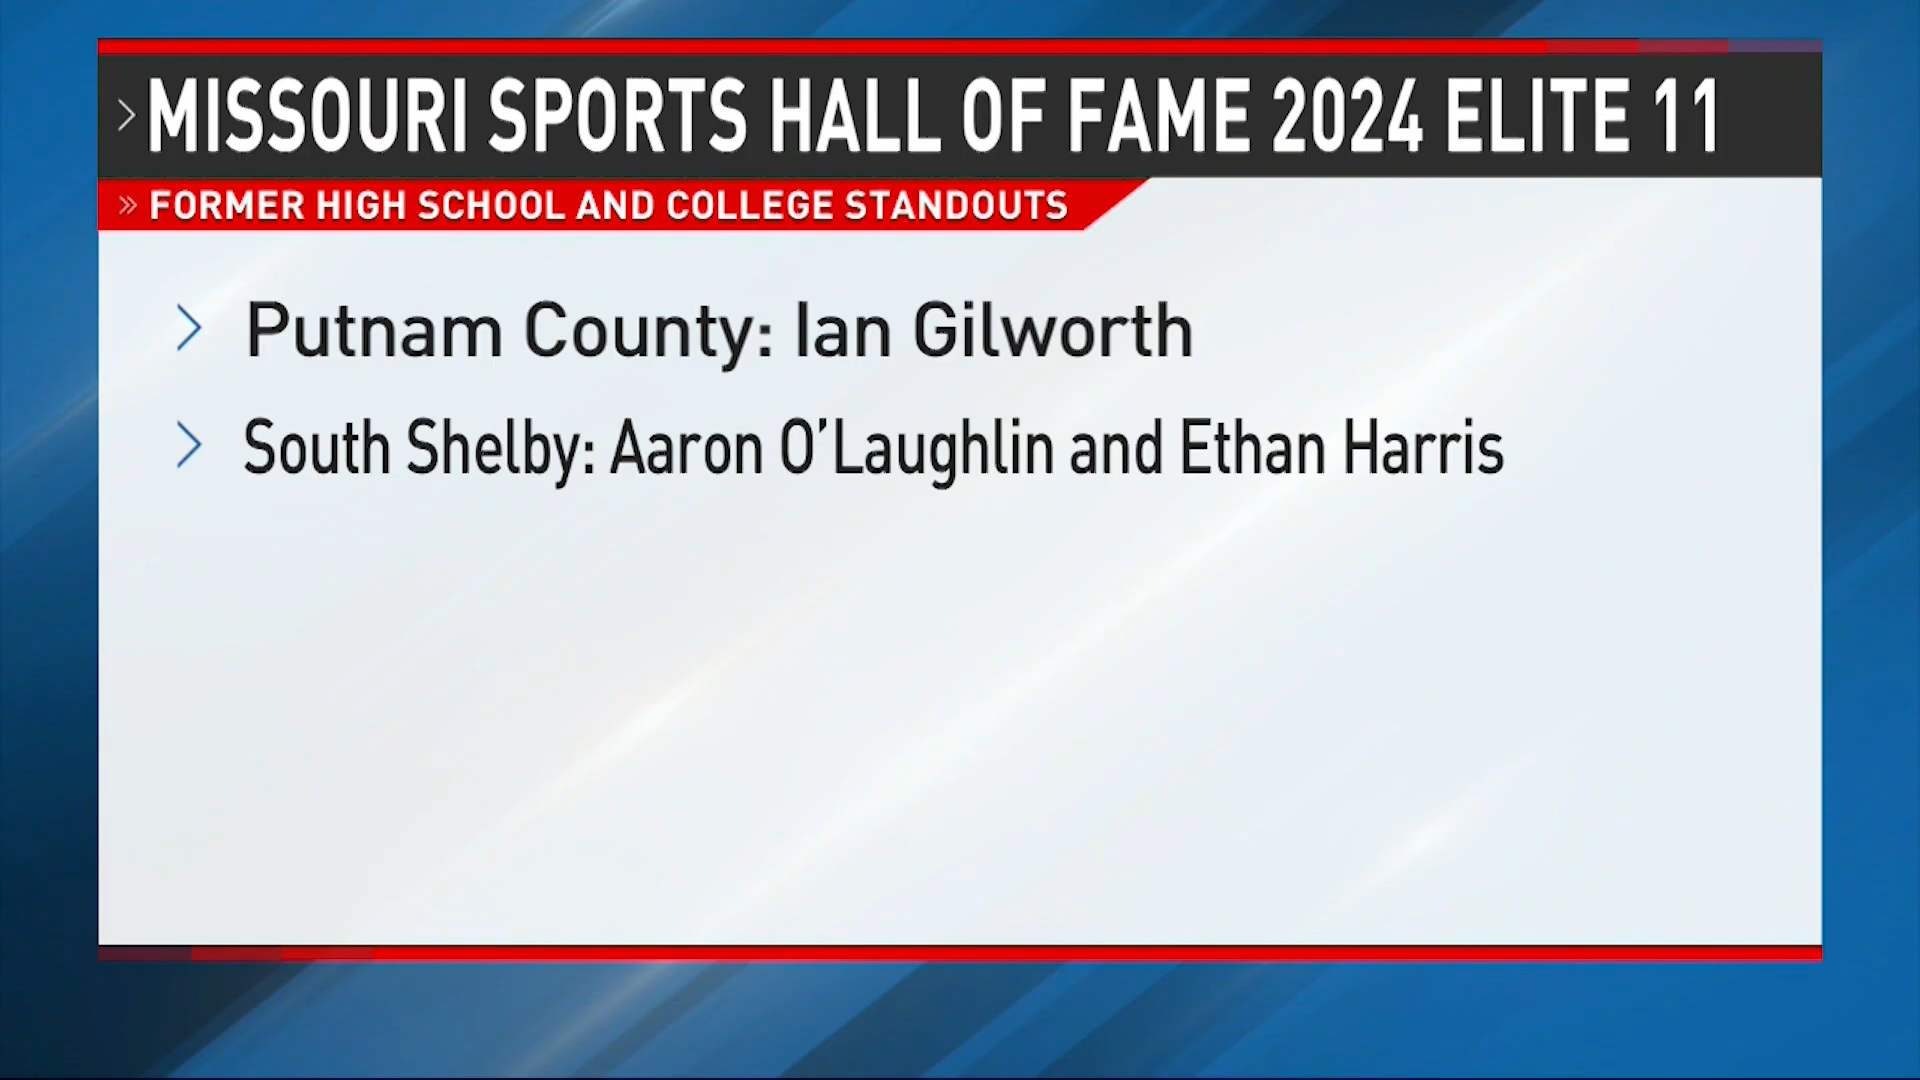 MISSOURI SPORTS HALL OF FAME 2024 ELITE 11
FORMER HIGH SCHOOL AND COLLEGE STANDOUTS
Putnam County: Ian Gilworth
South Shelby: Aaron O’Laughlin and Ethan Harris